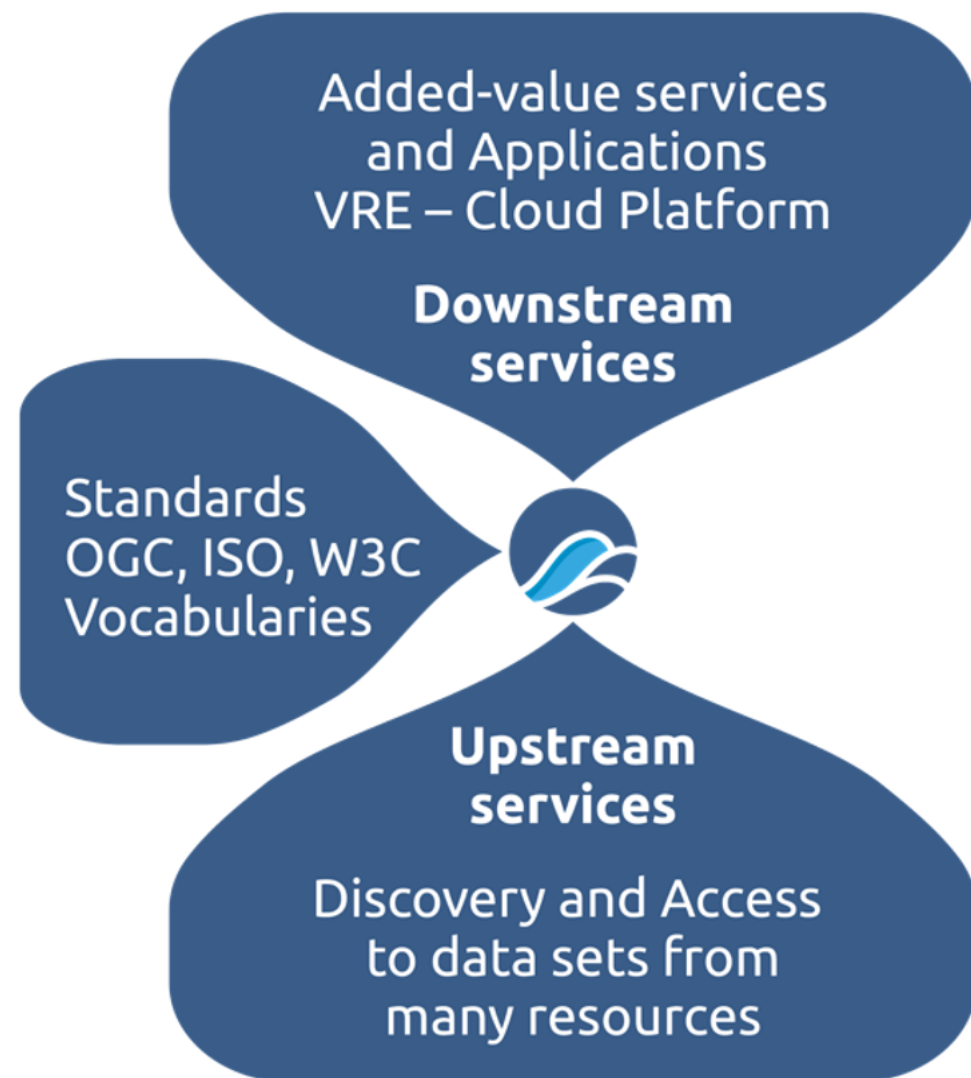 Added-value services
and Applications
VRE – Cloud Platform
Downstream
services
Standards
OGC, ISO, W3C
Vocabularies
Upstream
services
Discovery and Access
to data sets from
many resources